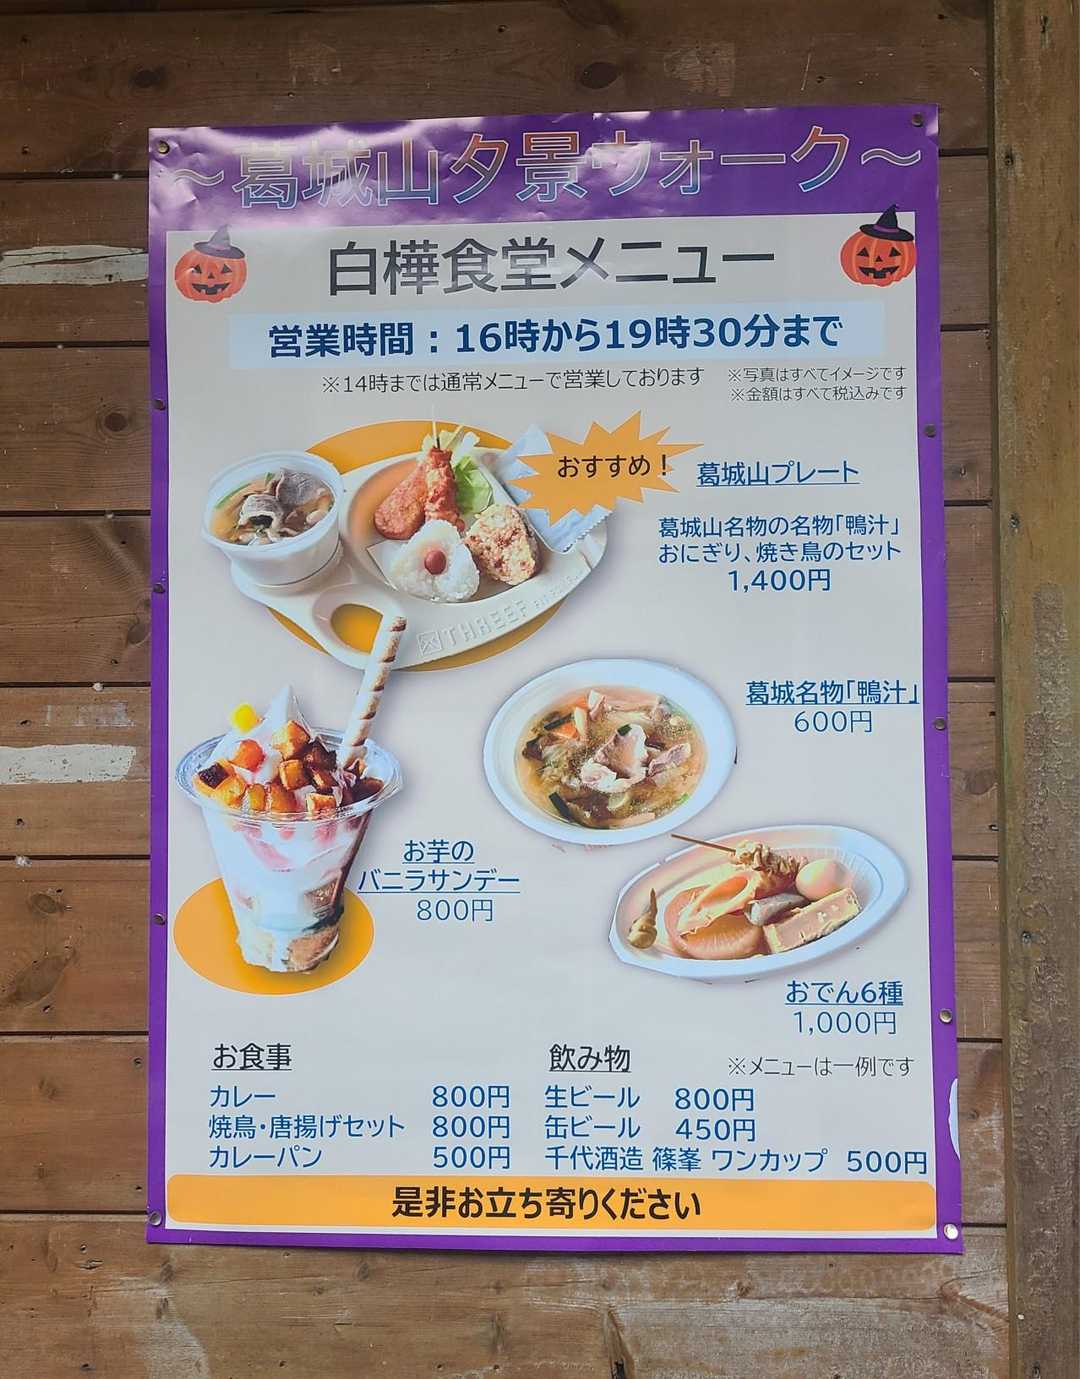 ～葛城山夕景ウォーク～
白樺食堂メニュー
営業時間：16時から19時30分まで
※14時までは通常メニューで営業しております
※写真はすべてイメージです
※金額はすべて税込みです
おすすめ！
葛城山プレート
葛城山名物の名物「鴨汁」
おにぎり、焼き鳥のセット
1,400円
THREEF
葛城名物「鴨汁」
600円
お芋の
バニラサンデー
800円
おでん6種
1,000円
※メニューは一例です
お食事
カレー 800円
焼鳥・唐揚げセット 800円
カレーパン 500円
飲み物
生ビール 800円
缶ビール 450円
千代酒造 篠峯 ワンカップ 500円
是非お立ち寄りください